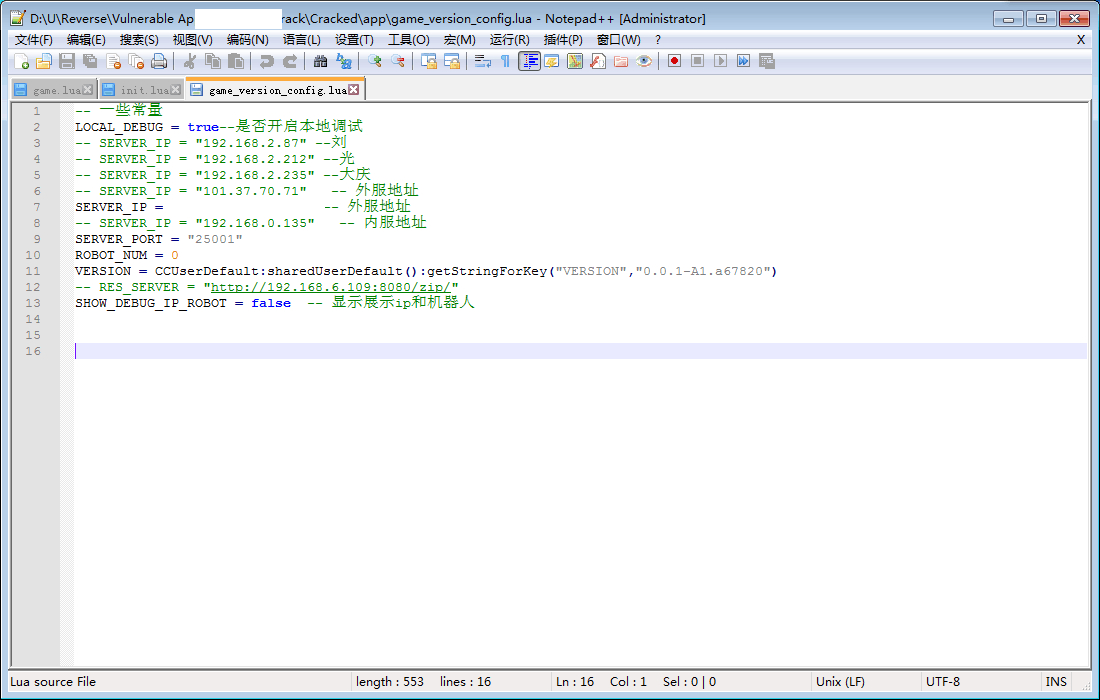 D:\U\Reverse\Vulnerable Ap rack\Cracked\app\game_version_config.lua - Notepad++ [Administrator]
文件(F) 编辑(E) 搜索(S) 视图(V) 编码(N) 语言(L) 设置(T) 工具(O) 宏(M) 运行(R) 插件(P) 窗口(W) ? X
game.lua init.lua game_version_config.lua
1 -- 一些常量
2 LOCAL_DEBUG = true--是否开启本地调试
3 -- SERVER_IP = "192.168.2.87" --刘
4 -- SERVER_IP = "192.168.2.212" --光
5 -- SERVER_IP = "192.168.2.235" --大庆
6 -- SERVER_IP = "101.37.70.71" -- 外服地址
7 SERVER_IP = -- 外服地址
8 -- SERVER_IP = "192.168.0.135" -- 内服地址
9 SERVER_PORT = "25001"
10 ROBOT_NUM = 0
11 VERSION = CCUserDefault:sharedUserDefault():getStringForKey("VERSION","0.0.1-A1.a67820")
12 -- RES_SERVER = "http://192.168.6.109:8080/zip/"
13 SHOW_DEBUG_IP_ROBOT = false -- 显示展示ip和机器人
14
15
16
Lua source File length : 553 lines : 16 Ln : 16 Col : 1 Sel : 0 | 0 Unix (LF) UTF-8 INS